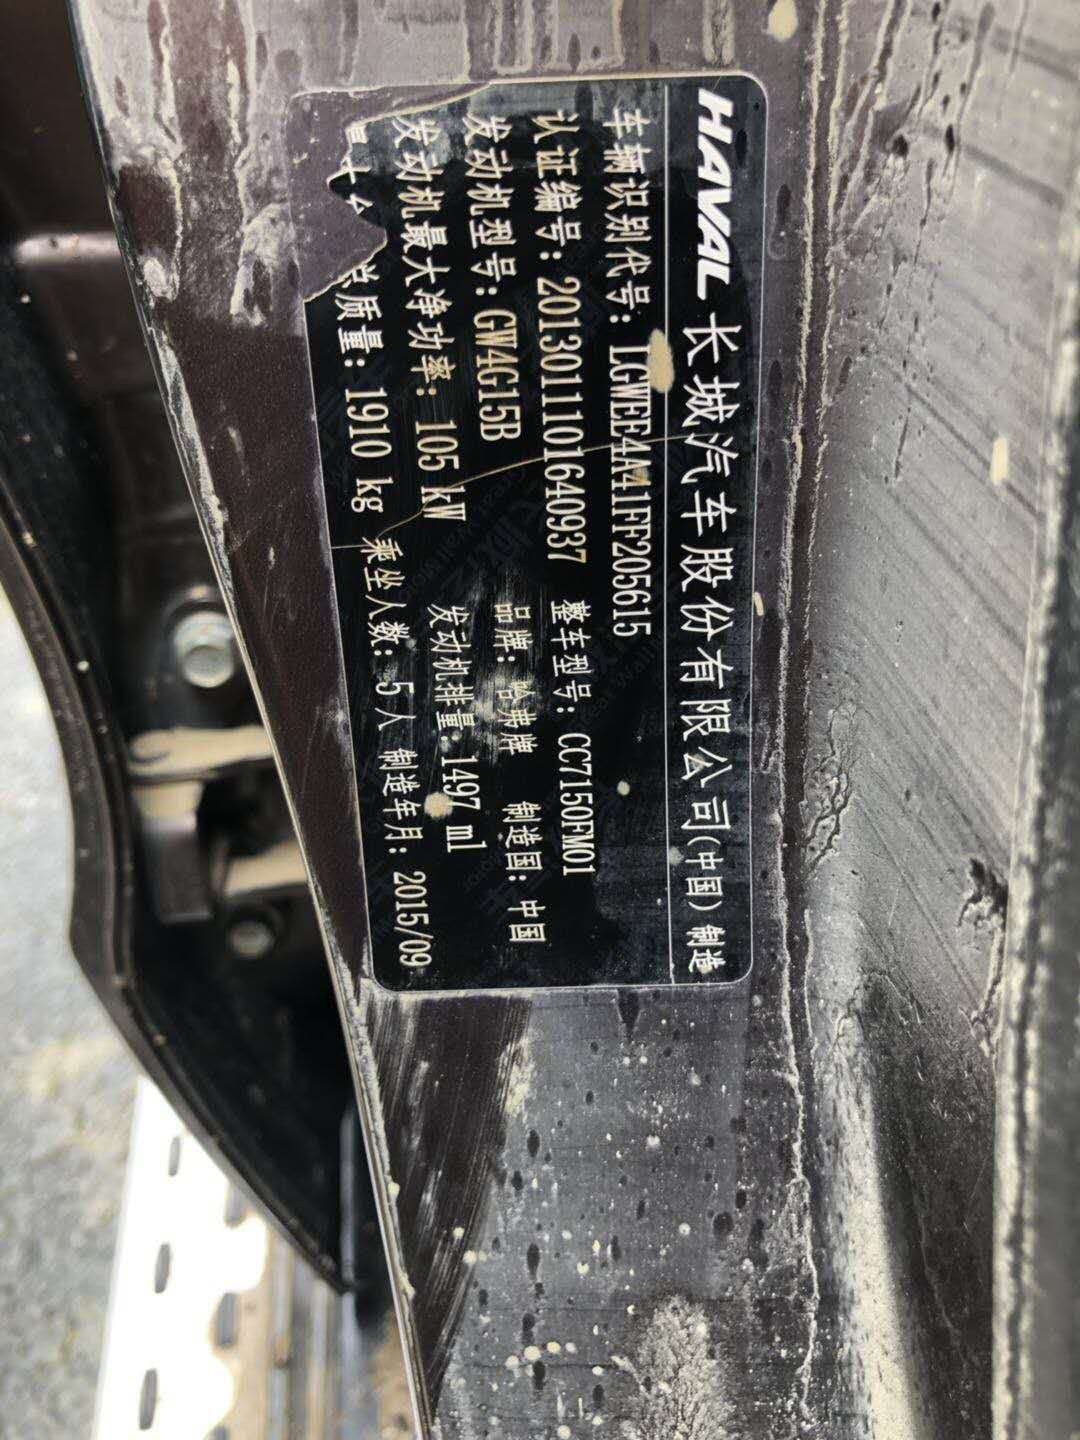 HAVAL 长城汽车股份有限公司(中国)制造
车辆识别代号: LGWEE4A41FF205615
认证编号: 2013011101640937 整车型号: CC7150FM01
发动机型号: GW4G15B 品牌: 哈弗牌 制造国: 中国
发动机最大净功率: 105 kW 发动机排量: 1497 ml
质量: 1910 kg 乘坐人数: 5人 制造年月: 2015/09